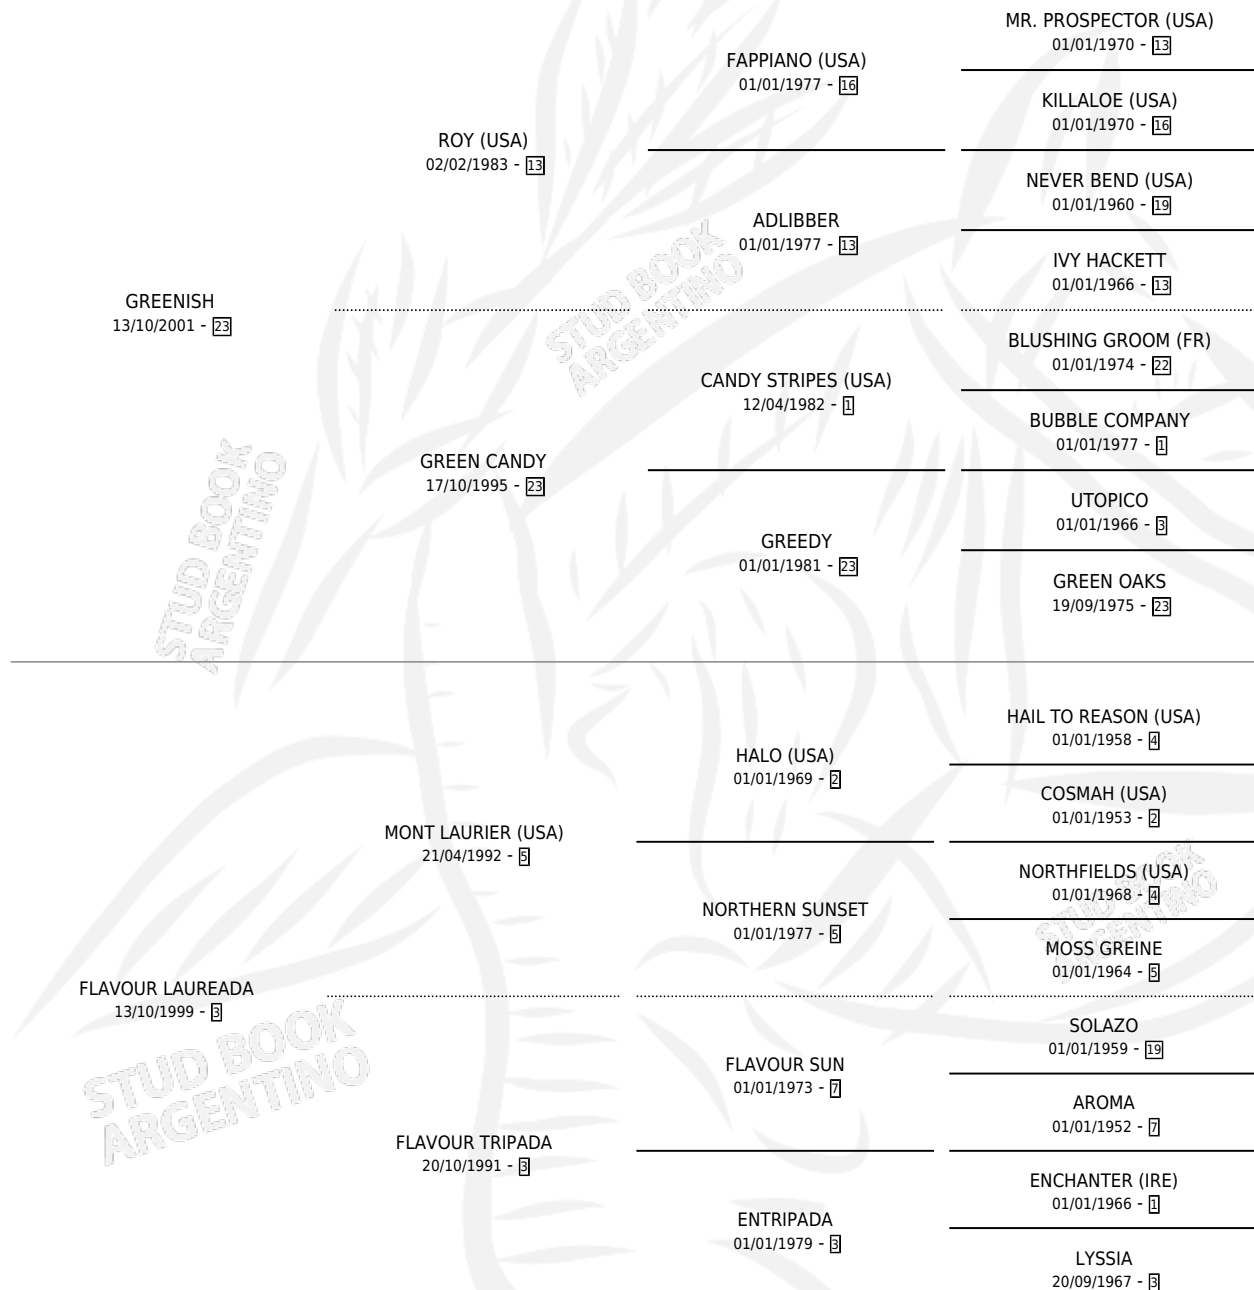 MR. PROSPECTOR (USA)
01/01/1970 - 13
FAPPIANO (USA)
01/01/1977 - 16
KILLALOE (USA)
01/01/1970 - 16
ROY (USA)
02/02/1983 - 13
NEVER BEND (USA)
01/01/1960 - 19
ADLIBBER
01/01/1977 - 13
IVY HACKETT
01/01/1966 - 13
GREENISH
13/10/2001 - 23
BLUSHING GROOM (FR)
01/01/1974 - 22
CANDY STRIPES (USA)
12/04/1982 - 1
BUBBLE COMPANY
01/01/1977 - 1
GREEN CANDY
17/10/1995 - 23
UTOPICO
01/01/1966 - 3
GREEDY
01/01/1981 - 23
GREEN OAKS
19/09/1975 - 23
HAIL TO REASON (USA)
01/01/1958 - 4
HALO (USA)
01/01/1969 - 2
COSMAH (USA)
01/01/1953 - 2
MONT LAURIER (USA)
21/04/1992 - 5
NORTHFIELDS (USA)
01/01/1968 - 4
NORTHERN SUNSET
01/01/1977 - 5
MOSS GREINE
01/01/1964 - 5
FLAVOUR LAUREADA
13/10/1999 - 3
SOLAZO
01/01/1959 - 19
FLAVOUR SUN
01/01/1973 - 7
AROMA
01/01/1952 - 7
FLAVOUR TRIPADA
20/10/1991 - 3
ENCHANTER (IRE)
01/01/1966 - 1
ENTRIPADA
01/01/1979 - 3
LYSSIA
20/09/1967 - 3
STUD BOOK
ARGENTINO
STUD BOOK
ARGENTINO
STUD BOOK
ARGENTINO
STUD BOOK
ARGENTINO